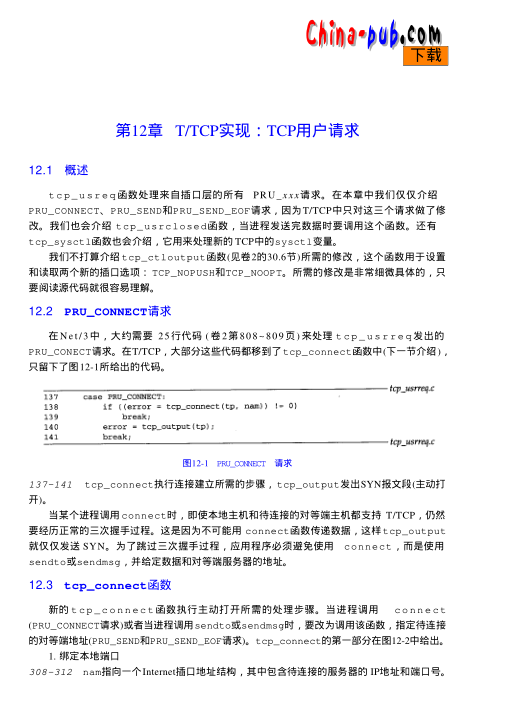 China-pub.com
下载
第12章 T/TCP实现：TCP用户请求
12.1 概述
tcp_usreq函数处理来自插口层的所有 PRU_xxx请求。在本章中我们仅仅介绍
PRU_CONNECT、PRU_SEND和PRU_SEND_EOF请求，因为T/TCP中只对这三个请求做了修
改。我们也会介绍 tcp_usrclosed函数，当进程发送完数据时要调用这个函数。还有
tcp_sysctl函数也会介绍，它用来处理新的TCP中的sysctl变量。
我们不打算介绍tcp_ctloutput函数(见卷2的30.6节)所需的修改，这个函数用于设置
和读取两个新的插口选项：TCP_NOPUSH和TCP_NOOPT。所需的修改是非常细微具体的，只
要阅读源代码就很容易理解。
12.2 PRU_CONNECT请求
在Net/3中，大约需要 25行代码 (卷2第808~809页)来处理 tcp_usrreq发出的
PRU_CONECT请求。在T/TCP，大部分这些代码都移到了tcp_connect函数中(下一节介绍)，
只留下了图12-1所给出的代码。
tcp_usrreq.c
137 case PRU_CONNECT:
138 if ((error = tcp_connect(tp, nam)) != 0)
139 break;
140 error = tcp_output(tp);
141 break;
tcp_usrreq.c
图12-1 PRU_CONNECT 请求
137-141 tcp_connect执行连接建立所需的步骤，tcp_output发出SYN报文段(主动打
开)。
当某个进程调用connect时，即使本地主机和待连接的对等端主机都支持 T/TCP，仍然
要经历正常的三次握手过程。这是因为不可能用 connect函数传递数据，这样tcp_output
就仅仅发送 SYN。为了跳过三次握手过程，应用程序必须避免使用 connect，而是使用
sendto或sendmsg，并给定数据和对等端服务器的地址。
12.3 tcp_connect函数
新的tcp_connect函数执行主动打开所需的处理步骤。当进程调用 connect
(PRU_CONNECT请求)或者当进程调用sendto或sendmsg时，要改为调用该函数，指定待连接
的对等端地址(PRU_SEND和PRU_SEND_EOF请求)。tcp_connect的第一部分在图12-2中给出。
1. 绑定本地端口
308-312 nam指向一个Internet插口地址结构，其中包含待连接的服务器的 IP地址和端口号。